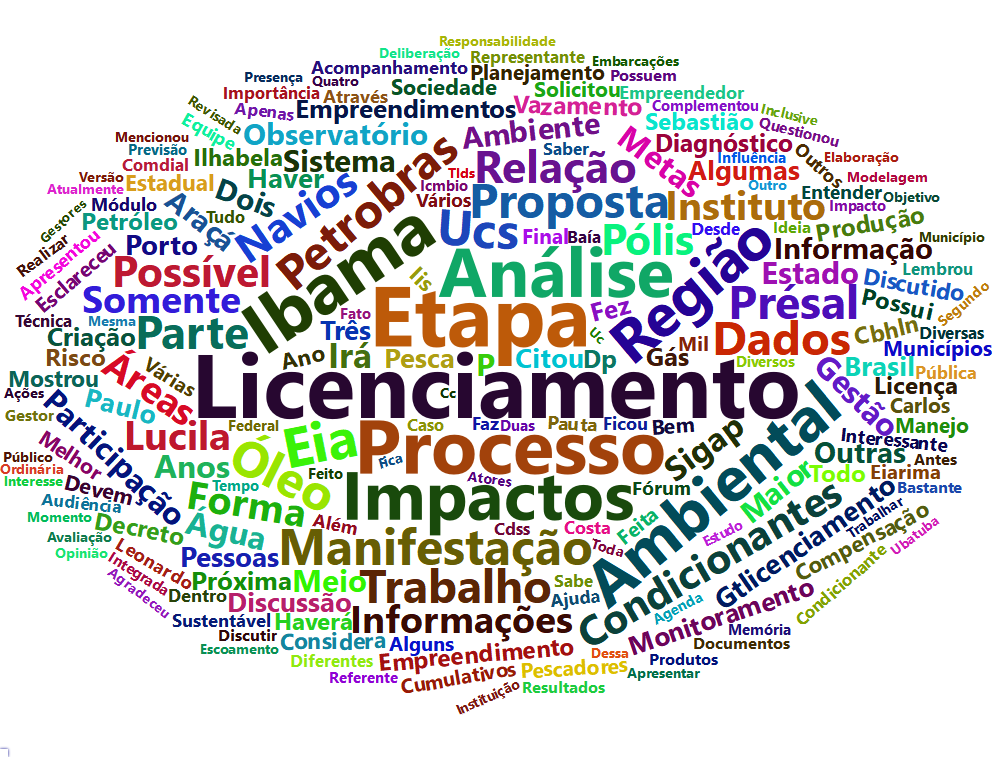 Responsabilidade
Deliberação
Representante
Embarcações
Acompanhamento
Planejamento
Possuem
Presença
Quatro
Sociedade
Solicitou
Empreendedor
Importância
Através
Apenas
Empreendimentos
Vazamento
Complementou
Inclusive
Revisada
Equipe
Observatório
Ambiente
Sebastião
Questionou
Mencionou
Previsão
Comdial
Ilhabela
Sistema
Petrobras
Saber
Relação
Metas
Diagnóstico
Influência
Algumas
Outros
Elaboração
Modelagem
Versão
Atualmente
Estadual
Haver
Dois
Navios
Tlds
Icmbio
Vários
Proposta
Instituto
Outro
Entender
Impacto
Objetivo
Gestores
Módulo
Petróleo
Araçá
Tudo
Ibama
Ucs
Final
Baía
Pólis
Desde
Região
Ideia
Produção
Município
Realizar
Apresentou
Esclareceu
Porto
Possível
Informação
Iis
Análise
Estado
Lembrou
Discutido
Segundo
Somente
Etapa
Fez
Présal
Possui
Técnica
Mesma
Criação
Parte
Fato
Três
Uc
Mil
Dados
Cbhln
Diversas
Municípios
Risco
Várias
Áreas
Ano
Irá
Pesca
P
Citou
Dp
Gás
Diversos
Gestão
Brasil
Pública
Mostrou
Ações
Paulo
Licenciamento
Cc
Licença
Carlos
Gestor
Participação
Federal
Caso
Faz
Duas
Pauta
Ficou
Bem
Manejo
Interessante
Público
Melhor
Lucila
Óleo
Eia
Processo
Sigap
Outras
Antes
Ordinária
Interesse
Anos
Tempo
Feito
Fica
Atores
Fórum
Ambiental
Maior
Todo
Eiarima
Bastante
Devem
Audiência
Forma
Impactos
Condicionantes
Gtlicenciamento
Momento
Decreto
Água
Além
Cdss
Costa
Feita
Estudo
Trabalhar
Compensação
Ubatuba
Avaliação
Opinião
Leonardo
Pessoas
Manifestação
Toda
Integrada
Agradeceu
Próxima
Meio
Trabalho
Sabe
Ajuda
Agenda
Condicionante
Dentro
Discussão
Sustentável
Haverá
Informações
Monitoramento
Memória
Discutir
Escoamento
Considera
Alguns
Documentos
Diferentes
Empreendimento
Dessa
Produtos
Referente
Cumulativos
Pescadores
Apresentar
Instituição
Resultados